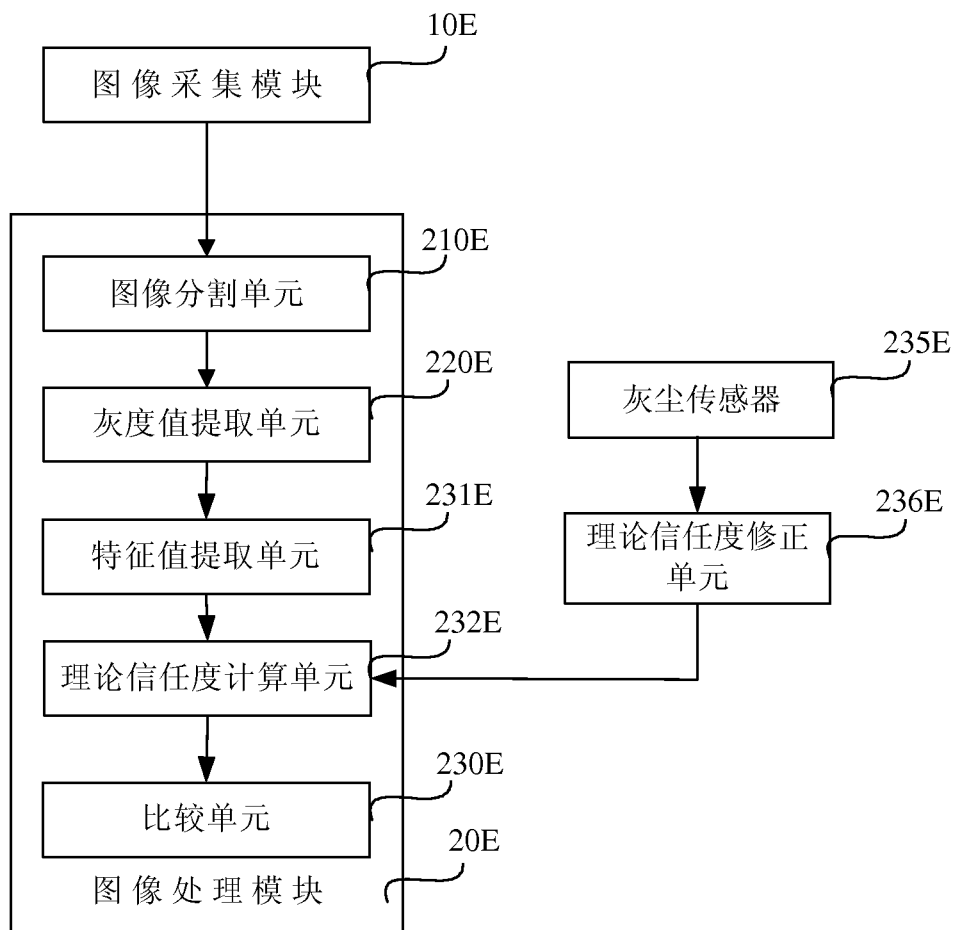 10E
图像采集模块
210E
图像分割单元
220E
灰度值提取单元
231E
特征值提取单元
232E
理论信任度计算单元
230E
比较单元
20E
图像处理模块
235E
灰尘传感器
236E
理论信任度修正
单元